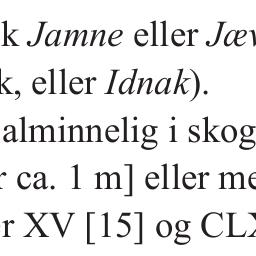 k Jamne eller Jæv
k, eller Idnak).
alminnelig i skog
r ca. 1 m] eller me
r XV [15] og CLX